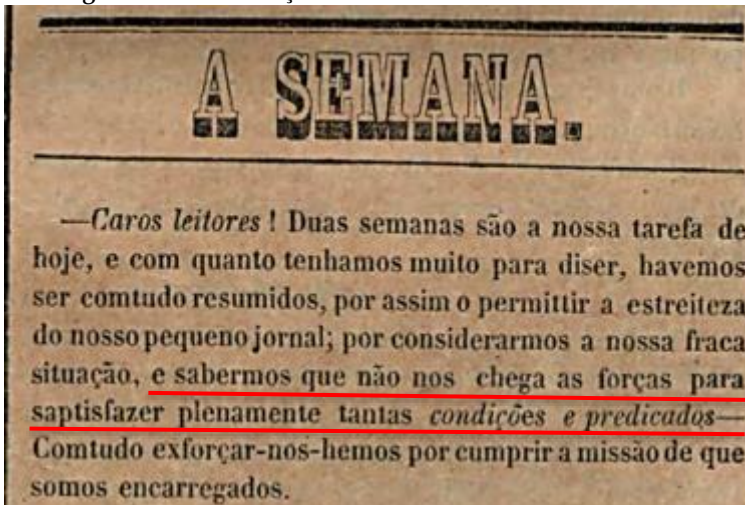 A SEMANA.
—Caros leitores ! Duas semanas são a nossa tarefa de
hoje, e com quanto tenhamos muito para diser, havemos
ser comtudo resumidos, por assim o permittir a estreiteza
do nosso pequeno jornal; por considerarmos a nossa fraca
situação, e sabermos que não nos chega as forças para
saptisfazer plenamente tantas condições e predicados—
Comtudo exforçar-nos-hemos por cumprir a missão de que
somos encarregados.